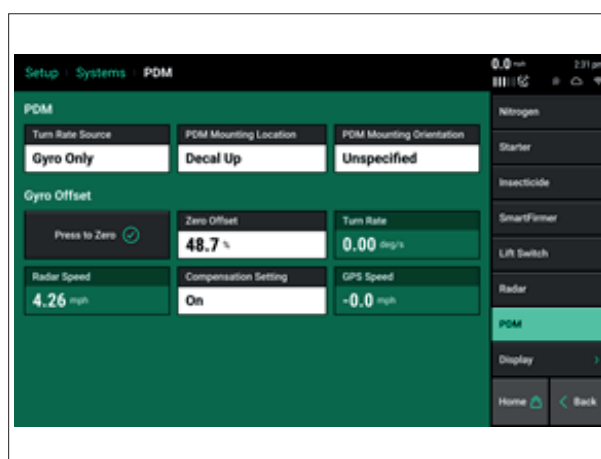 Setup Systems PDM
0.0 mph 2:31 pm
PDM
Turn Rate Source PDM Mounting Location PDM Mounting Orientation
Gyro Only Decal Up Unspecified
Gyro Offset
Press to Zero Zero Offset Turn Rate
48.7 % 0.00 deg/s
Radar Speed Compensation Setting GPS Speed
4.26 mph On -0.0 mph
Nitrogen
Starter
Insecticide
SmartFirmer
Lift Switch
Radar
PDM
Display
Home Back